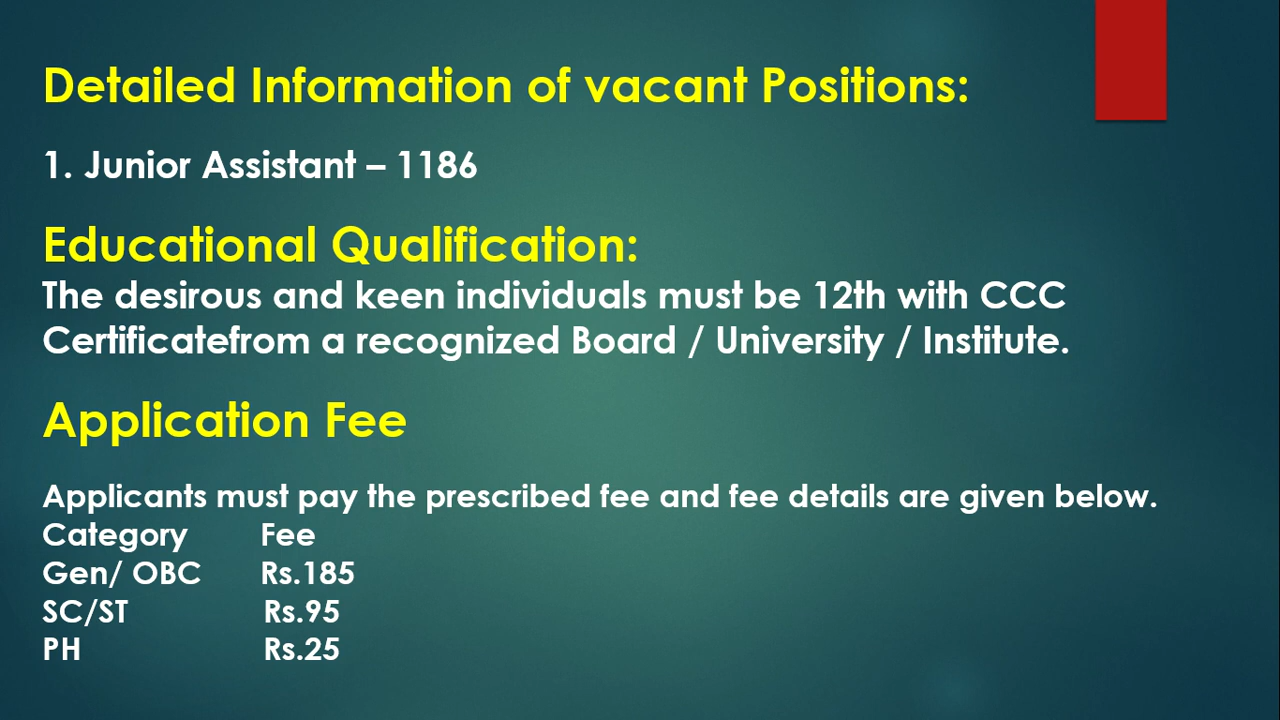 Detailed Information of vacant Positions:
1. Junior Assistant – 1186
Educational Qualification:
The desirous and keen individuals must be 12th with CCC
Certificatefrom a recognized Board / University / Institute.
Application Fee
Applicants must pay the prescribed fee and fee details are given below.
Category Fee
Gen/ OBC Rs.185
SC/ST Rs.95
PH Rs.25